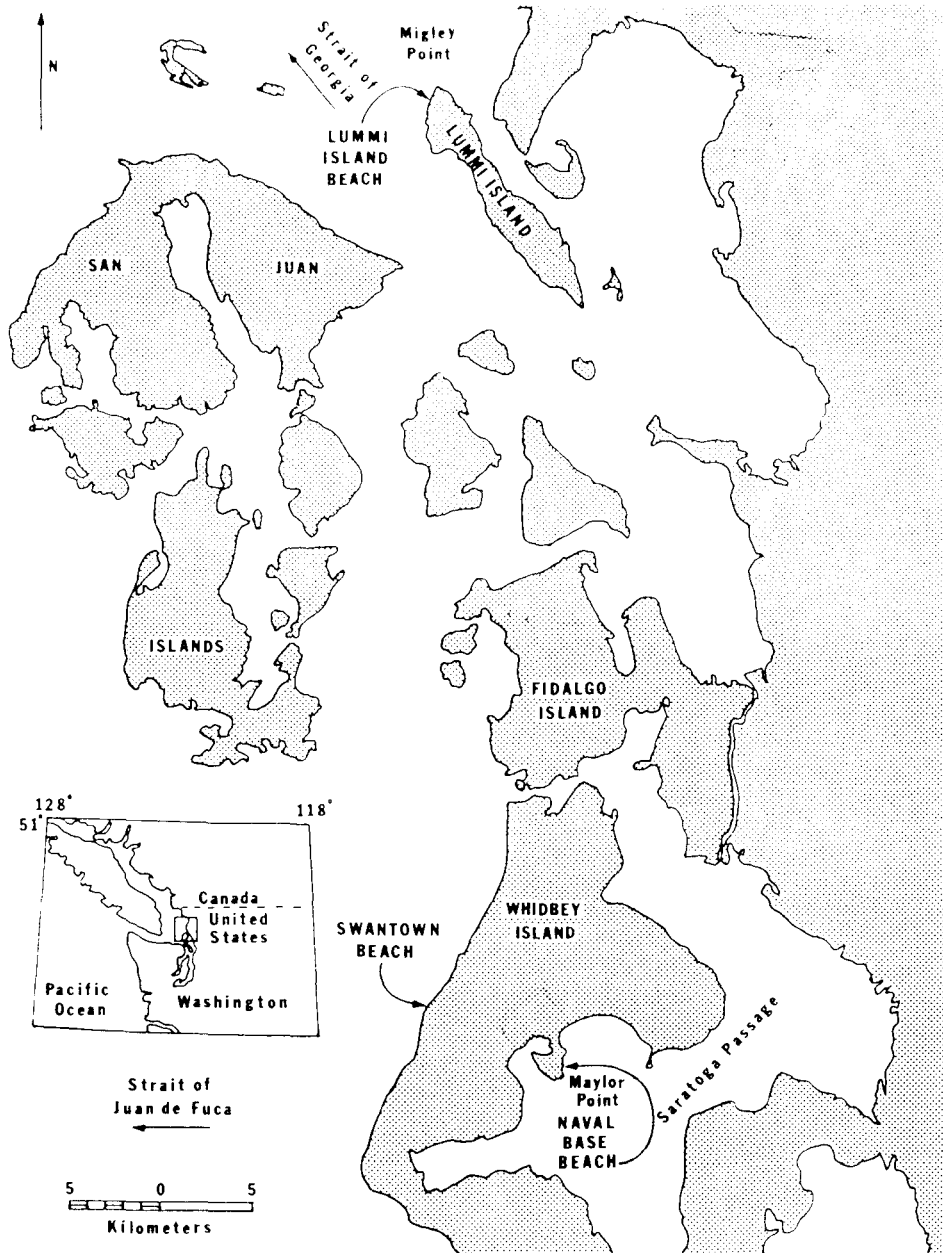 N
Strait of
Georgia
Migley
Point
LUMMI
ISLAND
BEACH
LUMMI ISLAND
SAN
JUAN
ISLANDS
FIDALGO
ISLAND
128°
118°
51°
Canada
United
States
Pacific
Ocean
Washington
SWANTOWN
BEACH
WHIDBEY
ISLAND
Saratoga Passage
Maylor
Point
NAVAL
BASE
BEACH
Strait of
Juan de Fuca
5 0 5
Kilometers